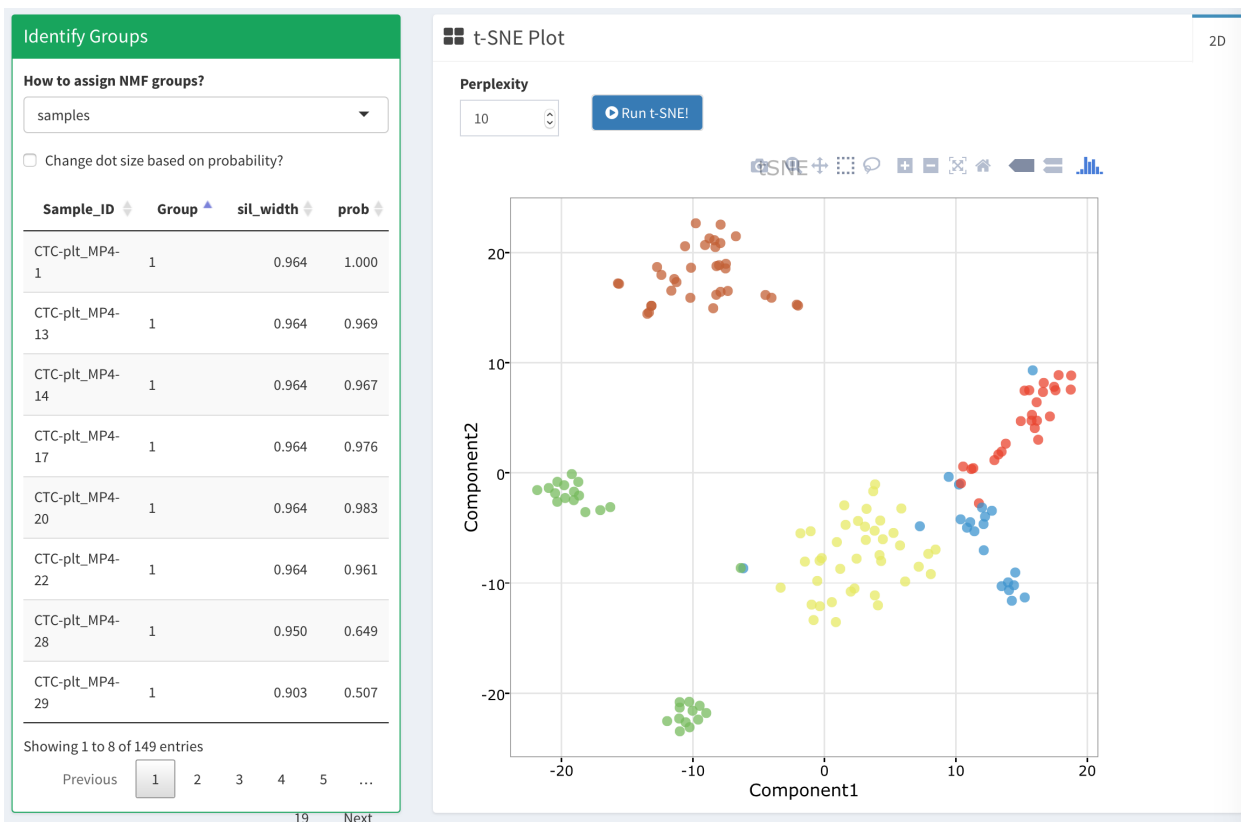 Identify Groups
How to assign NMF groups?
samples
Change dot size based on probability?
Sample_ID Group sil_width prob
CTC-plt_MP4-
1 1 0.964 1.000
CTC-plt_MP4-
13 1 0.964 0.969
CTC-plt_MP4-
14 1 0.964 0.967
CTC-plt_MP4-
17 1 0.964 0.976
CTC-plt_MP4-
20 1 0.964 0.983
CTC-plt_MP4-
22 1 0.964 0.961
CTC-plt_MP4-
28 1 0.950 0.649
CTC-plt_MP4-
29 1 0.903 0.507
Showing 1 to 8 of 149 entries
Previous 1 2 3 4 5 …
19 Next
t-SNE Plot
2D
Perplexity
10
Run t-SNE!
tSNE
Component2
20
10
0
-10
-20
-20 -10 0 10 20
Component1